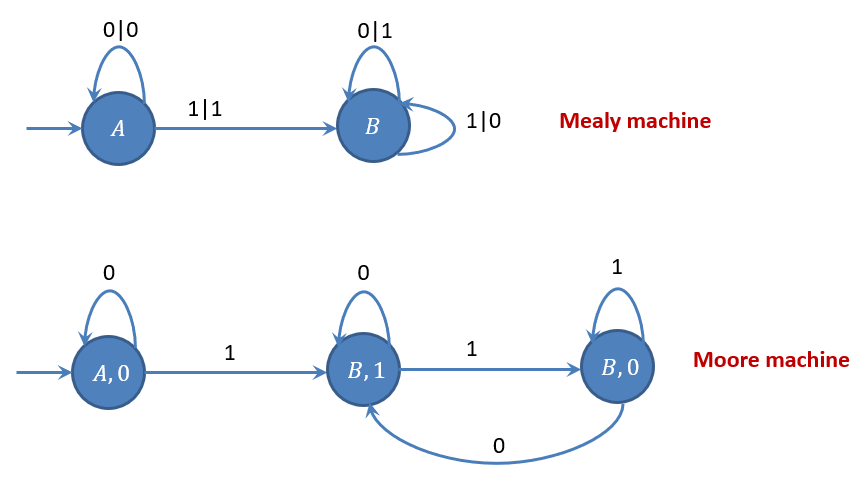 0|0
0|1
1|1
A
B
1|0
Mealy machine
0
0
1
1
1
A, 0
B, 1
B, 0
Moore machine
0